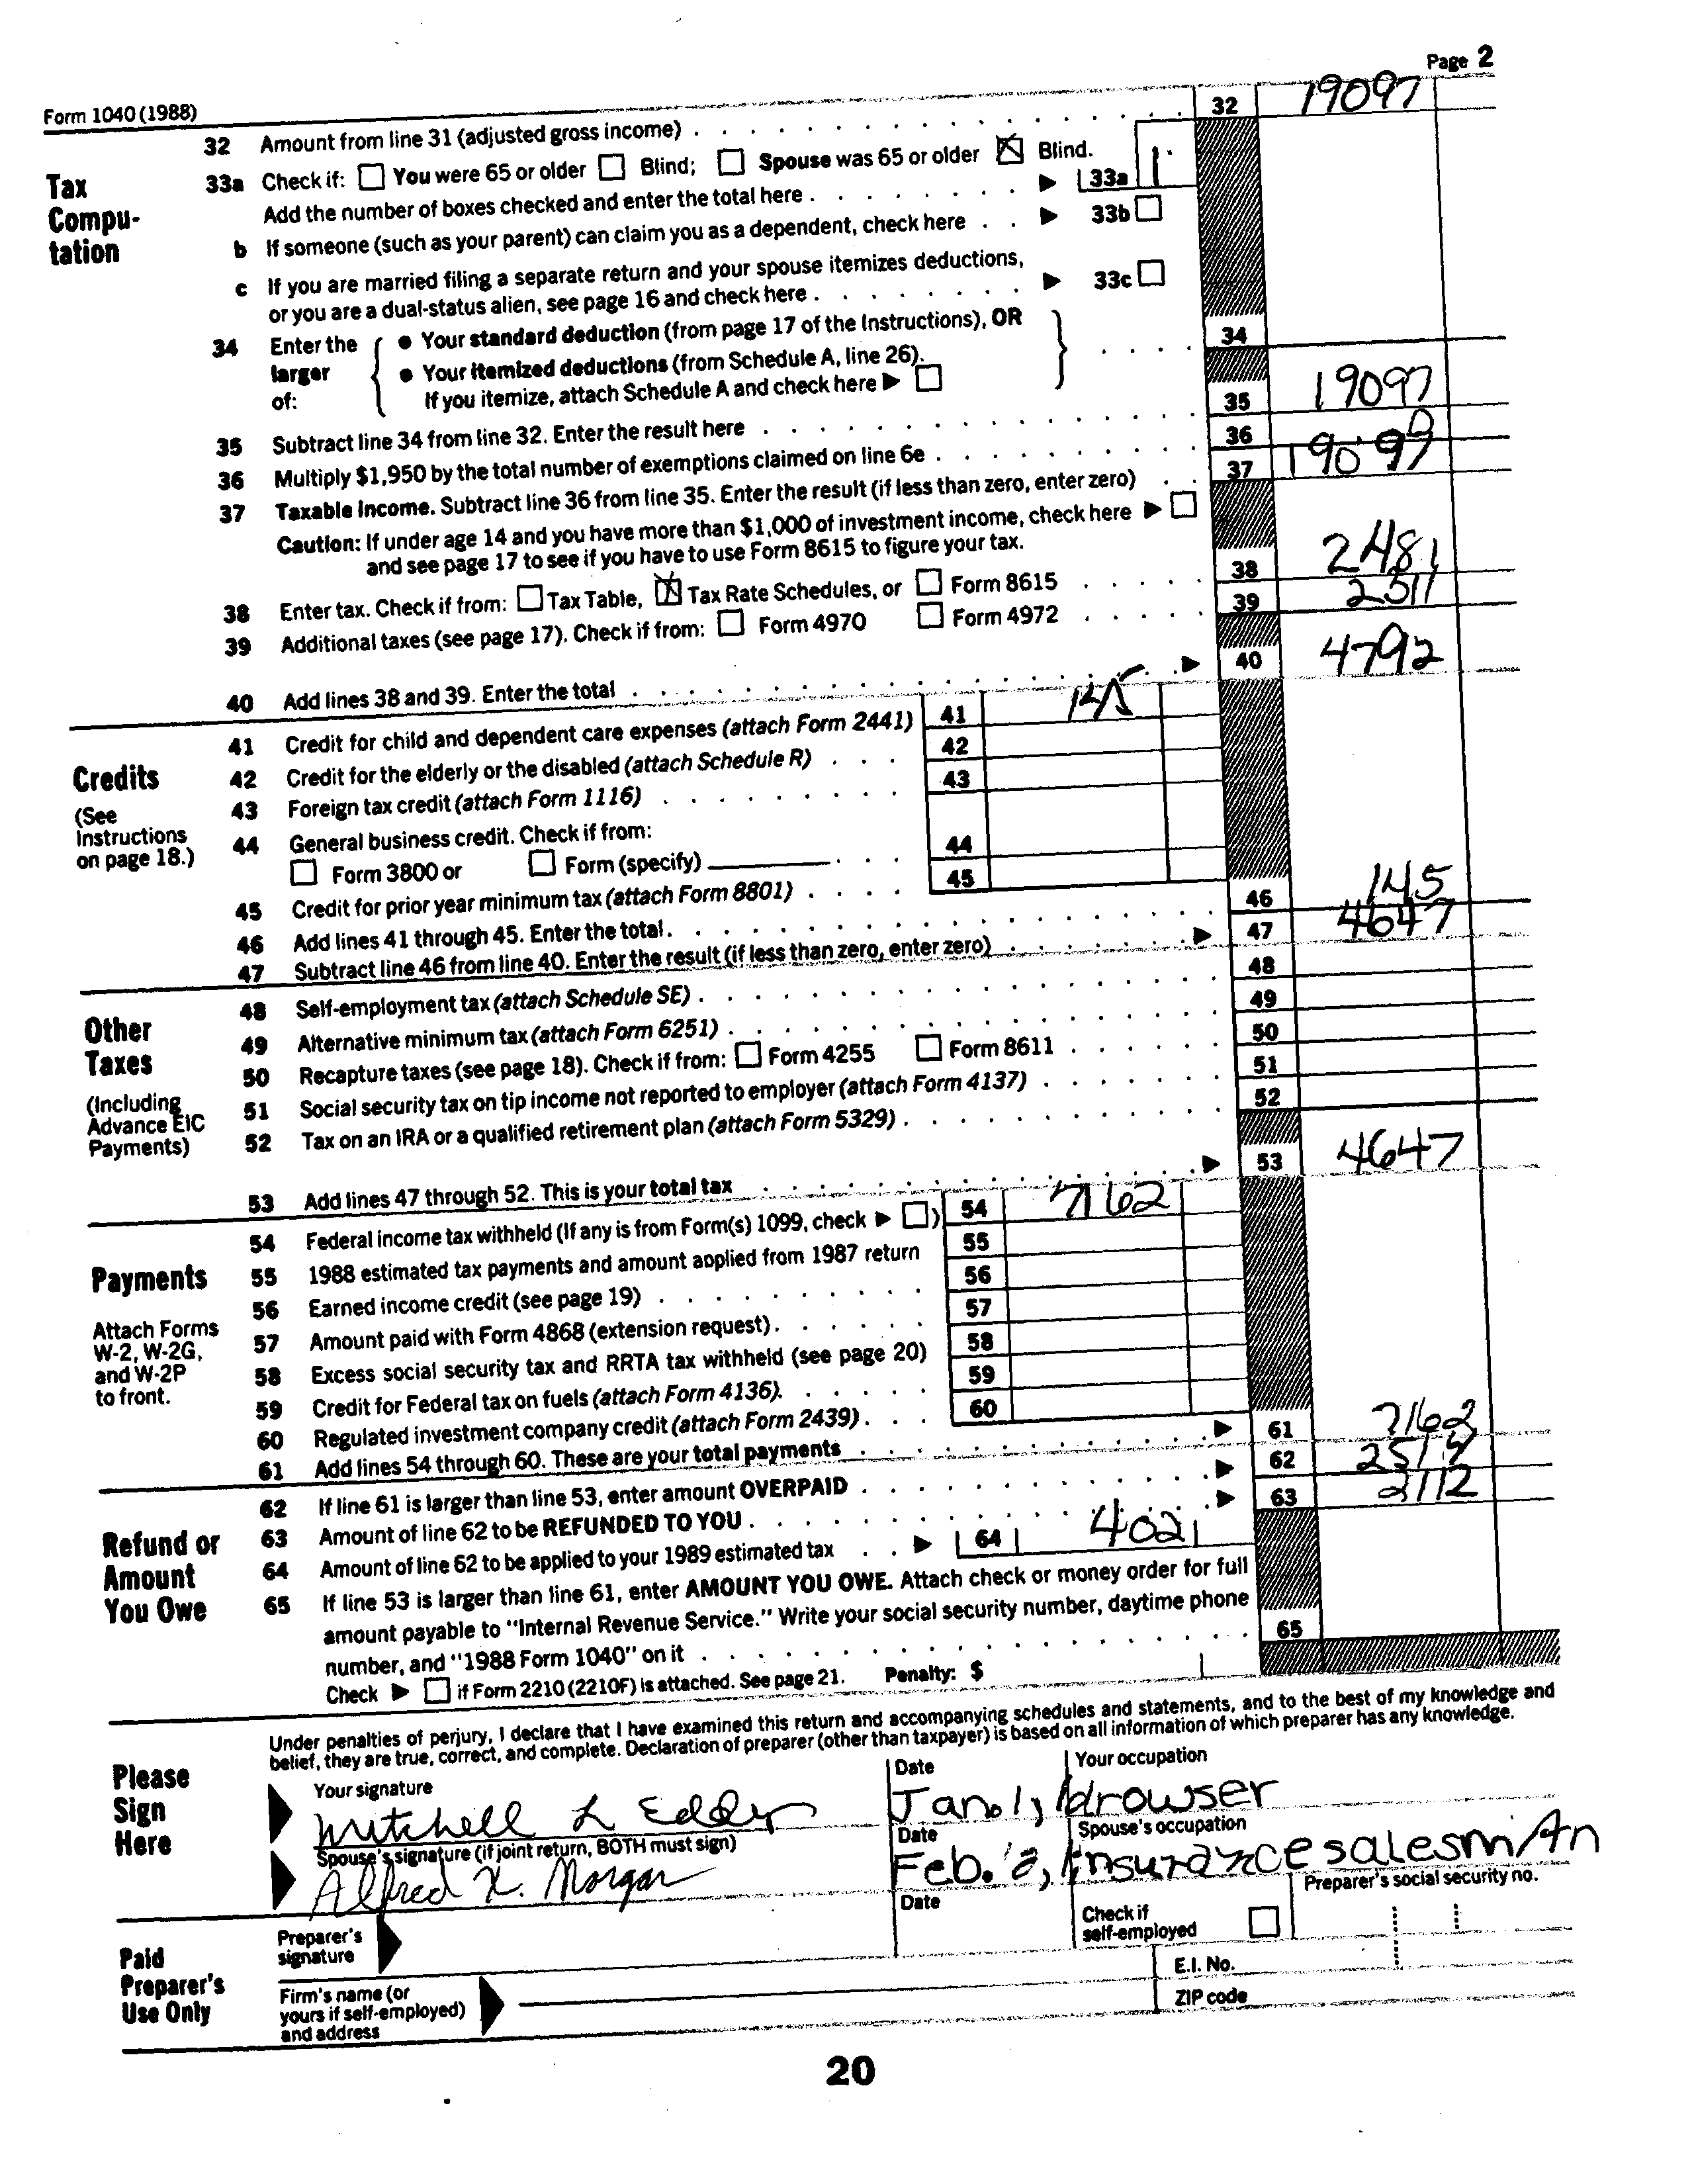 Page 2
Form 1040 (1988)
32 Amount from line 31 (adjusted gross income) 32 19097
Tax Compu- tation
33a Check if: You were 65 or older Blind; Spouse was 65 or older Blind.
Add the number of boxes checked and enter the total here 33a 1
b If someone (such as your parent) can claim you as a dependent, check here 33b
c If you are married filing a separate return and your spouse itemizes deductions,
or you are a dual-status alien, see page 16 and check here 33c
34 Enter the larger of: • Your standard deduction (from page 17 of the Instructions), OR 34
• Your itemized deductions (from Schedule A, line 26).
If you itemize, attach Schedule A and check here
35 Subtract line 34 from line 32. Enter the result here 35 19097
36 Multiply $1,950 by the total number of exemptions claimed on line 6e 36 0
37 Taxable income. Subtract line 36 from line 35. Enter the result (if less than zero, enter zero) 37 19097
Caution: If under age 14 and you have more than $1,000 of investment income, check here
and see page 17 to see if you have to use Form 8615 to figure your tax.
38 Enter tax. Check if from: Tax Table, Tax Rate Schedules, or Form 8615 38 2481
39 Additional taxes (see page 17). Check if from: Form 4970 Form 4972 39 2311
40 Add lines 38 and 39. Enter the total 40 4792
Credits
(See Instructions on page 18.)
41 Credit for child and dependent care expenses (attach Form 2441) 41 145
42 Credit for the elderly or the disabled (attach Schedule R) 42
43 Foreign tax credit (attach Form 1116) 43
44 General business credit. Check if from:
Form 3800 or Form (specify) 44
45 Credit for prior year minimum tax (attach Form 8801) 45
46 Add lines 41 through 45. Enter the total. 46 145
47 Subtract line 46 from line 40. Enter the result (if less than zero, enter zero) 47 4647
Other Taxes
(Including Advance EIC Payments)
48 Self-employment tax (attach Schedule SE) 48
49 Alternative minimum tax (attach Form 6251) 49
50 Recapture taxes (see page 18). Check if from: Form 4255 Form 8611 50
51 Social security tax on tip income not reported to employer (attach Form 4137) 51
52 Tax on an IRA or a qualified retirement plan (attach Form 5329) 52
53 Add lines 47 through 52. This is your total tax 53 4647
Payments
Attach Forms W-2, W-2G, and W-2P to front.
54 Federal income tax withheld (If any is from Form(s) 1099, check ) 54 7162
55 1988 estimated tax payments and amount applied from 1987 return 55
56 Earned income credit (see page 19) 56
57 Amount paid with Form 4868 (extension request) 57
58 Excess social security tax and RRTA tax withheld (see page 20) 58
59 Credit for Federal tax on fuels (attach Form 4136). 59
60 Regulated investment company credit (attach Form 2439) 60
61 Add lines 54 through 60. These are your total payments 61 7162
Refund or Amount You Owe
62 If line 61 is larger than line 53, enter amount OVERPAID 62
63 Amount of line 62 to be REFUNDED TO YOU 63 2112
64 Amount of line 62 to be applied to your 1989 estimated tax 64 402
65 If line 53 is larger than line 61, enter AMOUNT YOU OWE. Attach check or money order for full
amount payable to "Internal Revenue Service." Write your social security number, daytime phone
number, and "1988 Form 1040" on it 65
Check if Form 2210 (2210F) is attached. See page 21. Penalty: $
Please Sign Here
Under penalties of perjury, I declare that I have examined this return and accompanying schedules and statements, and to the best of my knowledge and
belief, they are true, correct, and complete. Declaration of preparer (other than taxpayer) is based on all information of which preparer has any knowledge.
Your signature Date Your occupation
Mitchell L Eddy Jan. 1, browser
Spouse's signature (if joint return, BOTH must sign) Date Spouse's occupation
Alfred X. Morgan Feb. 2, insurance salesmAn
Paid Preparer's Use Only
Preparer's signature Date Check if self-employed Preparer's social security no.
Firm's name (or yours if self-employed) and address E.I. No.
ZIP code
20